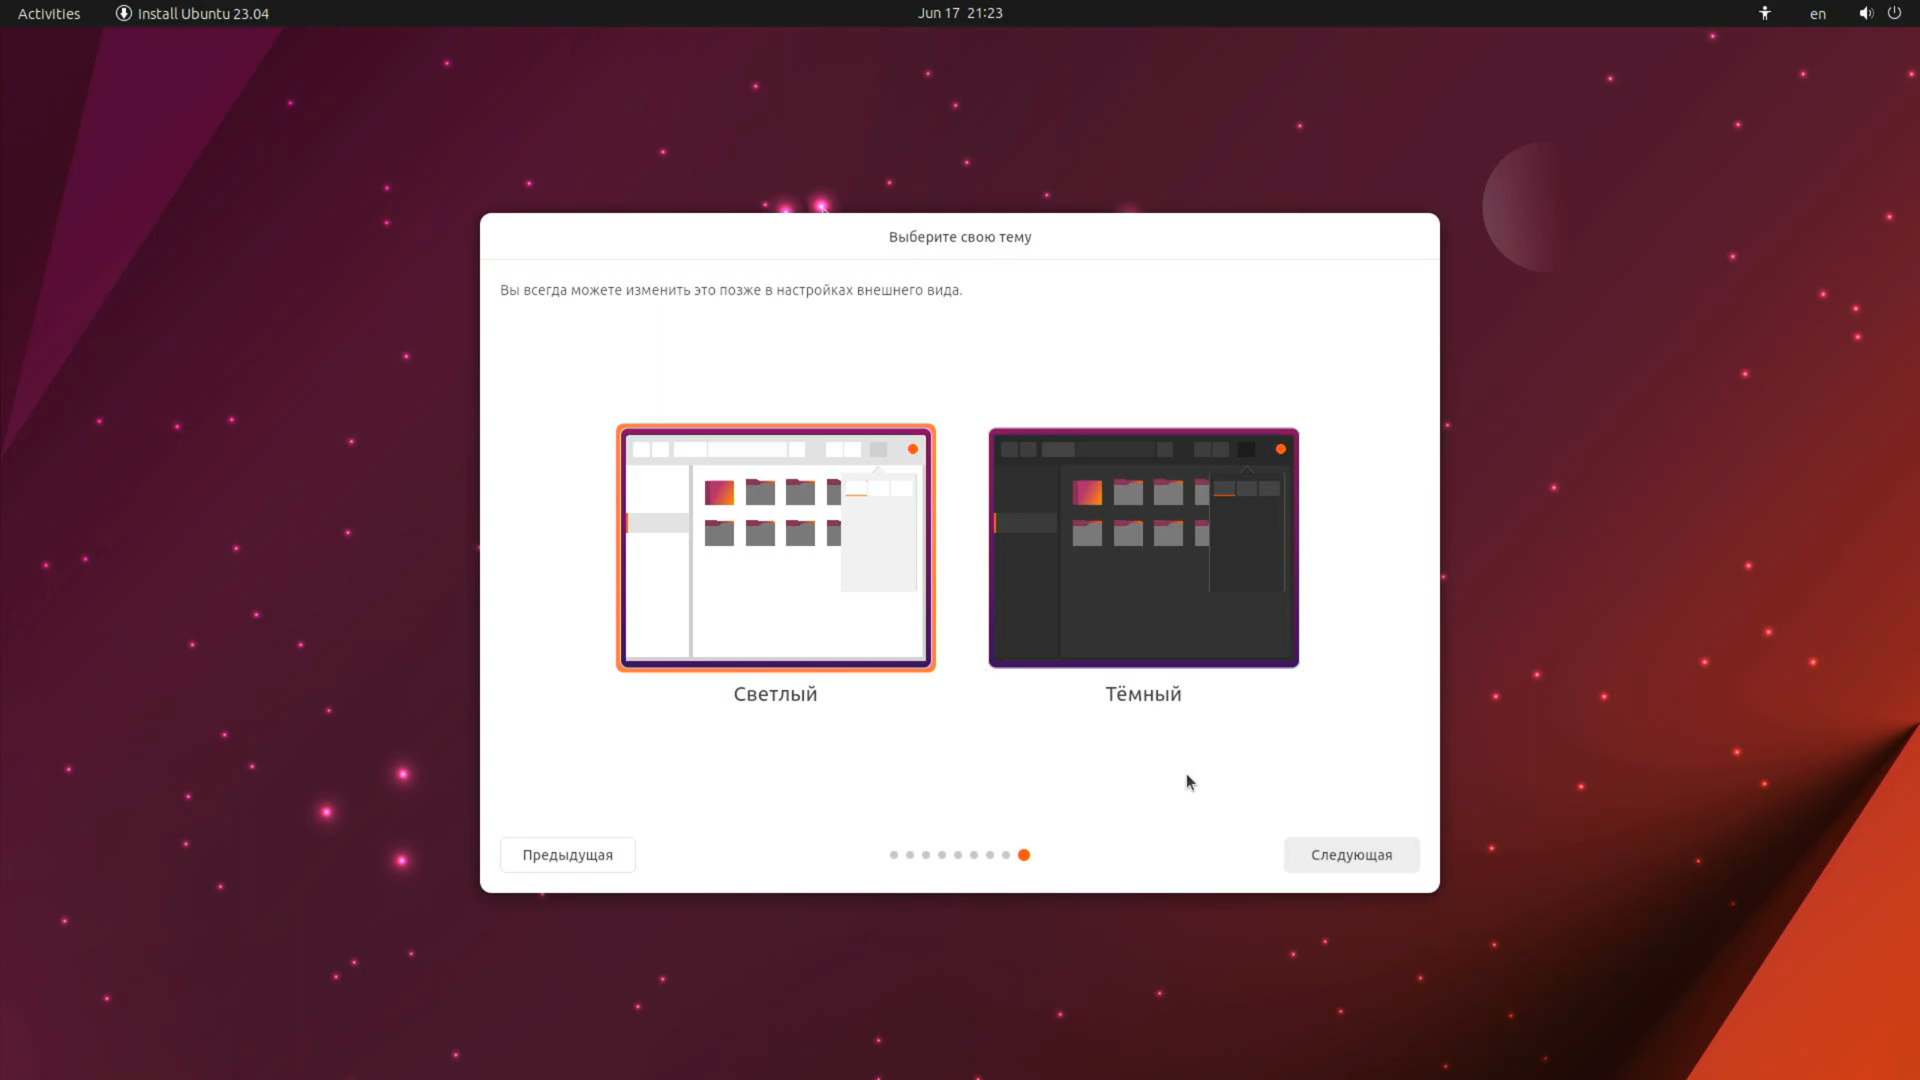 Activities Install Ubuntu 23.04 Jun 17 21:23 en
Выберите свою тему
Вы всегда можете изменить это позже в настройках внешнего вида.
Светлый Тёмный
Предыдущая Следующая